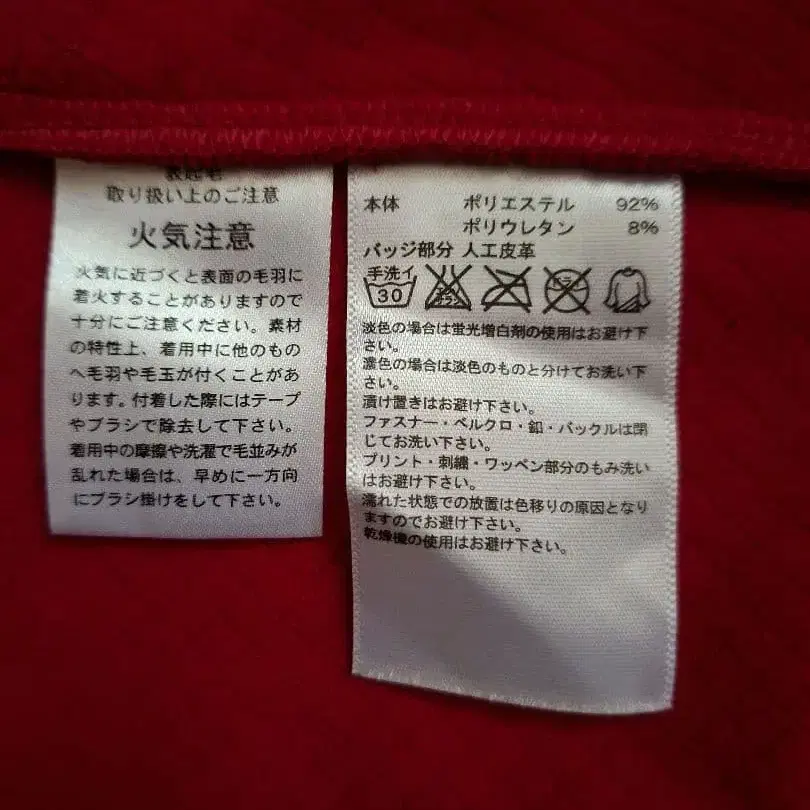 表起毛
取り扱い上のご注意
火気注意
火気に近づくと表面の毛羽に
着火することがありますので
十分にご注意ください。素材
の特性上、着用中に他のもの
へ毛羽や毛玉が付くことがあ
ります。付着した際にはテープ
やブラシで除去して下さい。
着用中の摩擦や洗濯で毛並みが
乱れた場合は、早めに一方向
にブラシ掛けをして下さい。
本体 ポリエステル 92%
ポリウレタン 8%
バッジ部分 人工皮革
手洗イ
30
エンソサラシ
ドライ
淡色の場合は蛍光増白剤の使用はお避け下
さい。
濃色の場合は淡色のものと分けてお洗い下
さい。
漬け置きはお避け下さい。
ファスナー・ベルクロ・釦・バックルは閉
じてお洗い下さい。
プリント・刺繍・ワッペン部分のもみ洗い
はお避け下さい。
濡れた状態での放置は色移りの原因となり
ますのでお避け下さい。
乾燥機の使用はお避け下さい。